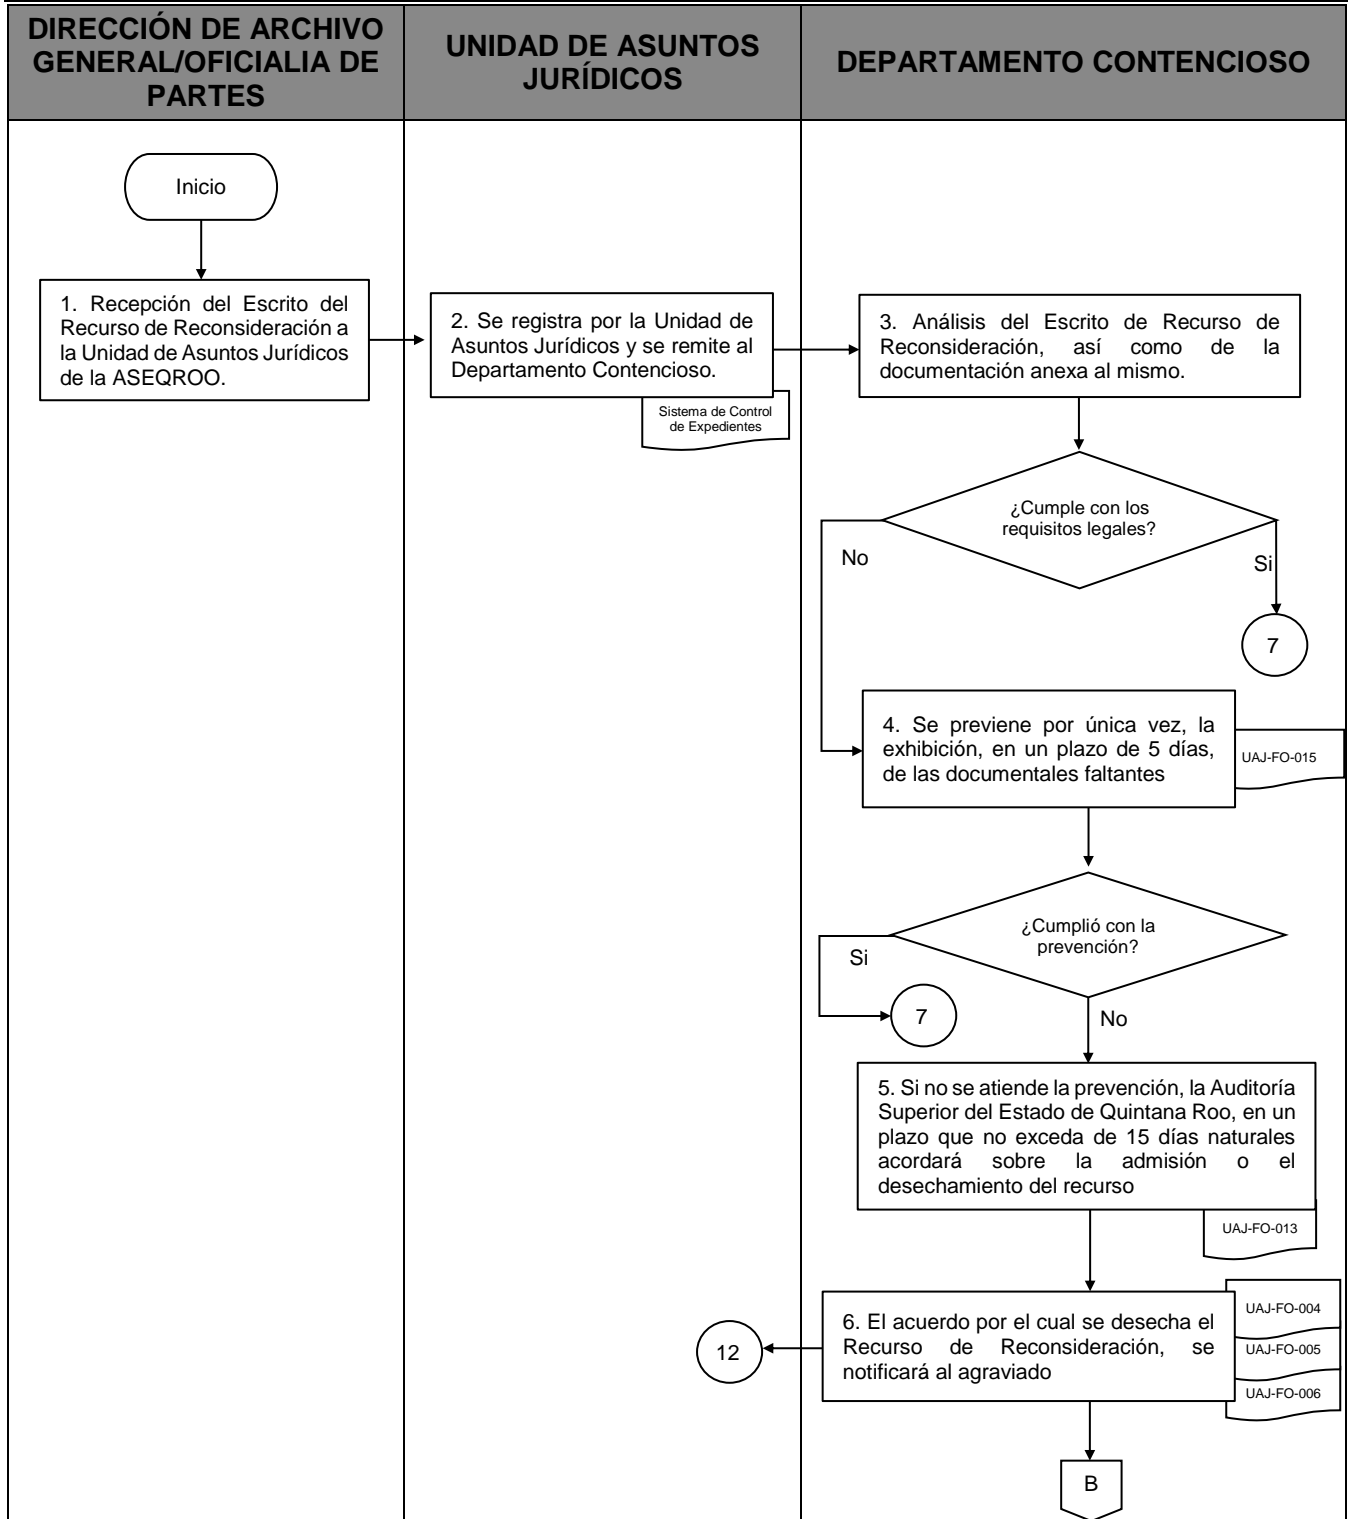 DIRECCIÓN DE ARCHIVO
GENERAL/OFICIALIA DE
PARTES
UNIDAD DE ASUNTOS
JURÍDICOS
DEPARTAMENTO CONTENCIOSO
Inicio
1. Recepción del Escrito del
Recurso de Reconsideración a
la Unidad de Asuntos Jurídicos
de la ASEQROO.
2. Se registra por la Unidad de
Asuntos Jurídicos y se remite al
Departamento Contencioso.
Sistema de Control
de Expedientes
3. Análisis del Escrito de Recurso de
Reconsideración, así como de la
documentación anexa al mismo.
¿Cumple con los
requisitos legales?
No
Si
7
4. Se previene por única vez, la
exhibición, en un plazo de 5 días,
de las documentales faltantes
UAJ-FO-015
¿Cumplió con la
prevención?
Si
7
No
5. Si no se atiende la prevención, la Auditoría
Superior del Estado de Quintana Roo, en un
plazo que no exceda de 15 días naturales
acordará sobre la admisión o el
desechamiento del recurso
UAJ-FO-013
6. El acuerdo por el cual se desecha el
Recurso de Reconsideración, se
notificará al agraviado
UAJ-FO-004
UAJ-FO-005
UAJ-FO-006
12
B